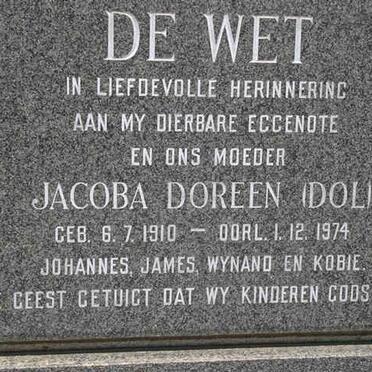 DE WET
IN LIEFDEVOLLE HERINNERING
AAN MY DIERBARE EGGENOTE
EN ONS MOEDER
JACOBA DOREEN (DOL)
GEB. 6. 7. 1910 — OORL. 1. 12. 1974
JOHANNES, JAMES, WYNAND EN KOBIE.
GEEST GETUIGT DAT WY KINDEREN GODS